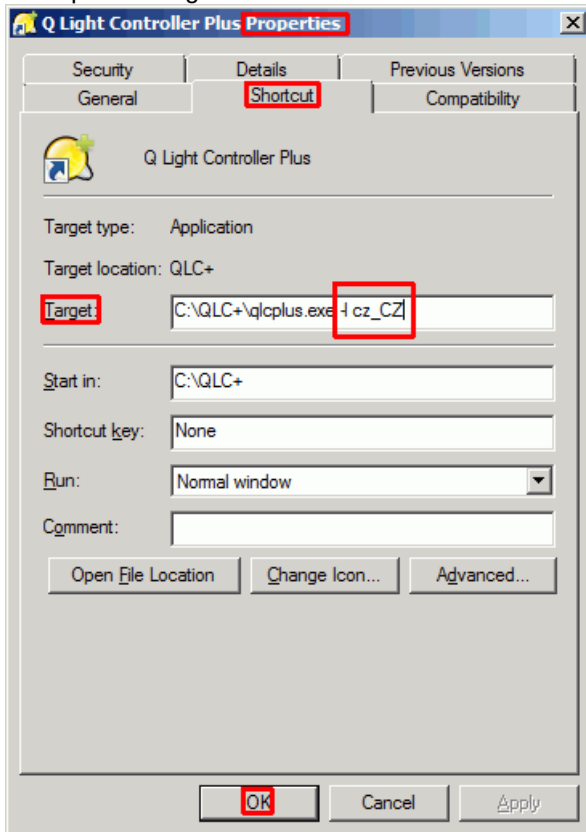 Q Light Controller Plus Properties
Security Details Previous Versions
General Shortcut Compatibility
Q Light Controller Plus
Target type: Application
Target location: QLC+
Target: C:\QLC+\qlcplus.exe -l cz_CZ
Start in: C:\QLC+
Shortcut key: None
Run: Normal window
Comment:
Open File Location Change Icon... Advanced...
OK Cancel Apply